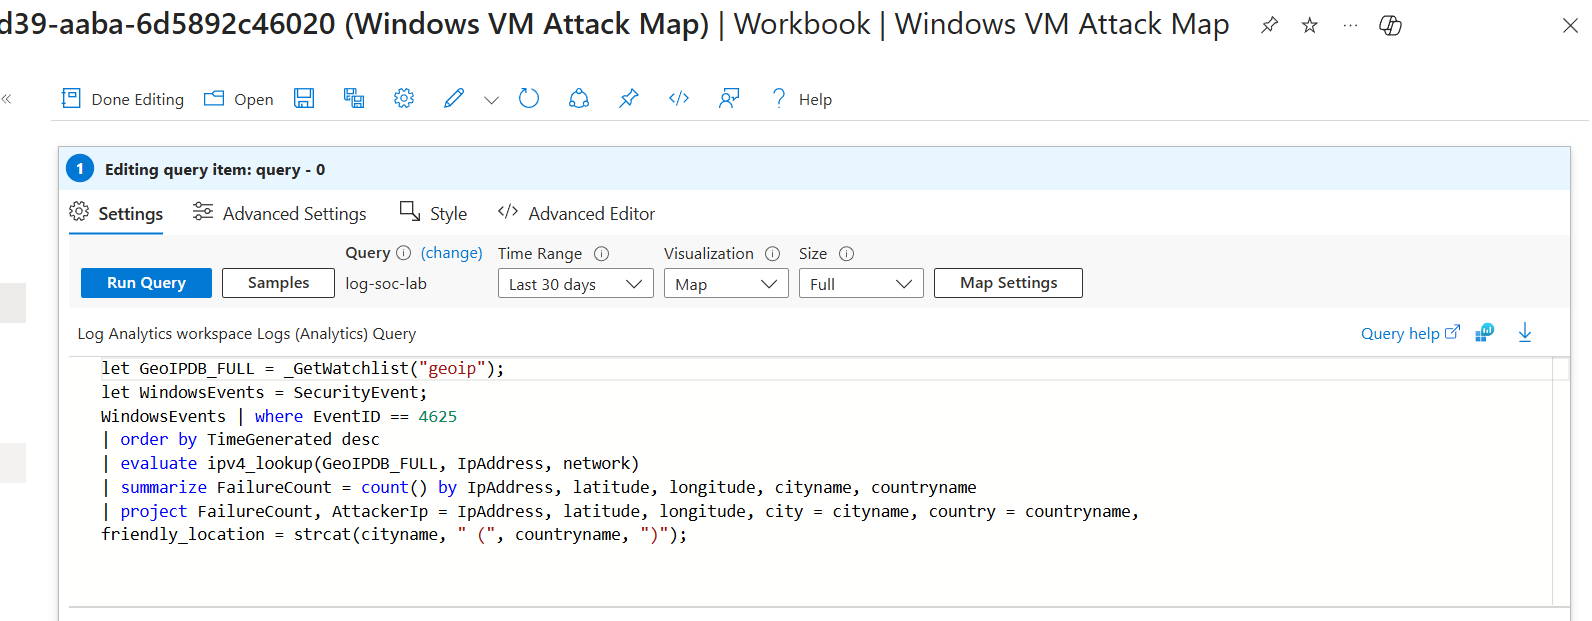 d39-aaba-6d5892c46020 (Windows VM Attack Map) | Workbook | Windows VM Attack Map
Done Editing Open Help
1 Editing query item: query - 0
Settings Advanced Settings Style Advanced Editor
Query (change) Time Range Visualization Size
Run Query Samples log-soc-lab Last 30 days Map Full Map Settings
Log Analytics workspace Logs (Analytics) Query Query help
let GeoIPDB_FULL = _GetWatchlist("geoip");
let WindowsEvents = SecurityEvent;
WindowsEvents | where EventID == 4625
| order by TimeGenerated desc
| evaluate ipv4_lookup(GeoIPDB_FULL, IpAddress, network)
| summarize FailureCount = count() by IpAddress, latitude, longitude, cityname, countryname
| project FailureCount, AttackerIp = IpAddress, latitude, longitude, city = cityname, country = countryname,
friendly_location = strcat(cityname, " (", countryname, ")");